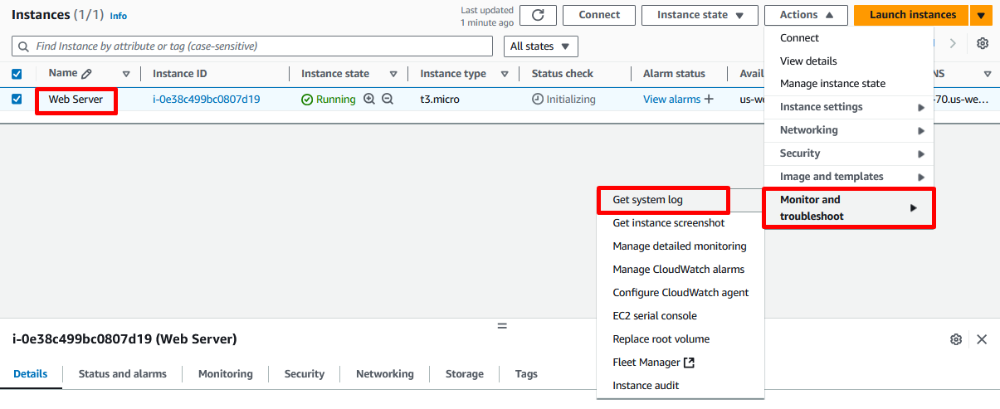 Instances (1/1) Info
Last updated
1 minute ago
Connect
Instance state
Actions
Launch instances
Find Instance by attribute or tag (case-sensitive)
All states
Name
Instance ID
Instance state
Instance type
Status check
Alarm status
Avail
NS
Web Server
i-0e38c499bc0807d19
Running
t3.micro
Initializing
View alarms +
us-we
-70.us-we...
Connect
View details
Manage instance state
Instance settings
Networking
Security
Image and templates
Monitor and
troubleshoot
Get system log
Get instance screenshot
Manage detailed monitoring
Manage CloudWatch alarms
Configure CloudWatch agent
EC2 serial console
Replace root volume
Fleet Manager
Instance audit
i-0e38c499bc0807d19 (Web Server)
Details
Status and alarms
Monitoring
Security
Networking
Storage
Tags